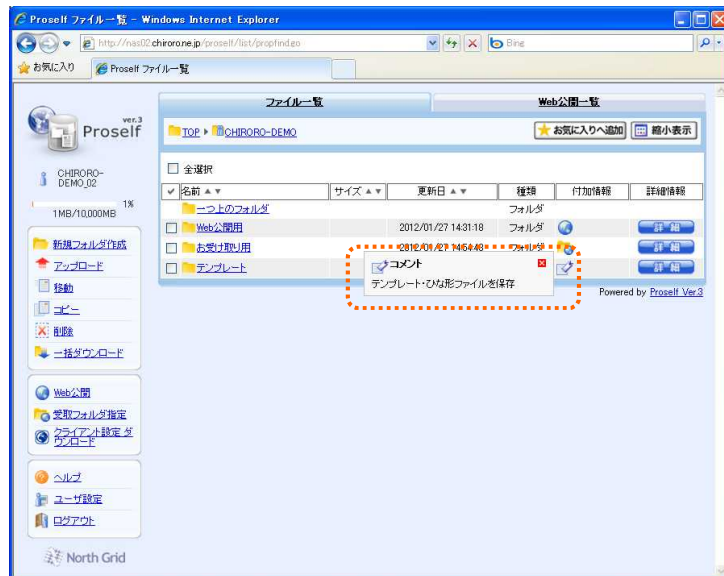 Proself ファイル一覧 - Windows Internet Explorer
http://nas02.chirorone.jp/proself/list/propfind.go
Bing
お気に入り
Proself ファイル一覧
ver.3
Proself
CHIRORO-
DEMO_02
1%
1MB/10,000MB
新規フォルダ作成
アップロード
移動
コピー
削除
一括ダウンロード
Web公開
受取フォルダ指定
クライアント設定 ダ
ウンロード
ヘルプ
ユーザ設定
ログアウト
North Grid
ファイル一覧
Web公開一覧
TOP ▸ CHIRORO-DEMO
お気に入りへ追加
縮小表示
全選択
✓ 名前 ▲▼ サイズ ▲▼ 更新日 ▲▼ 種類 付加情報 詳細情報
一つ上のフォルダ フォルダ
Web公開用 2012/01/27 14:31:18 フォルダ 詳細
お受け取り用 2012/01/27 14:54:48 フォルダ 詳細
テンプレート 詳細
コメント
テンプレート・ひな形ファイルを保存
Powered by Proself Ver.3